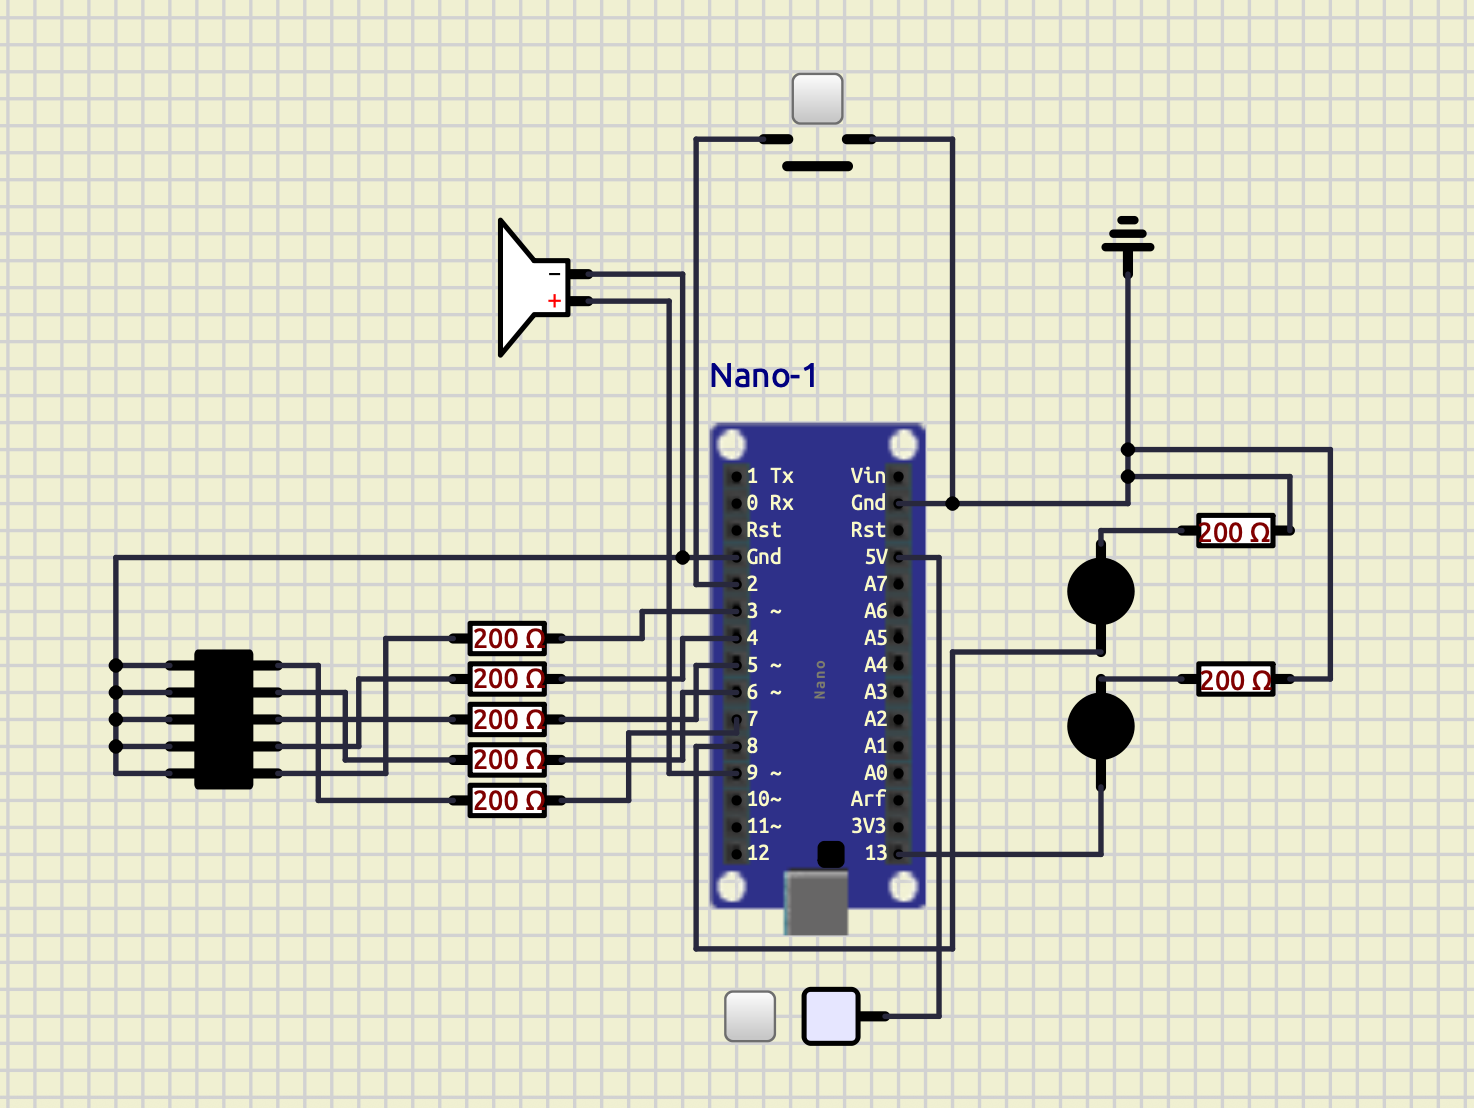 −
+
Nano-1
1 Tx
Vin
0 Rx
Gnd
Rst
Rst
200 Ω
Gnd
5V
2
A7
3 ~
A6
200 Ω
4
A5
5 ~
A4
200 Ω
Nano
6 ~
A3
200 Ω
7
A2
200 Ω
8
A1
200 Ω
9 ~
A0
10~
Arf
200 Ω
11~
3V3
12
13